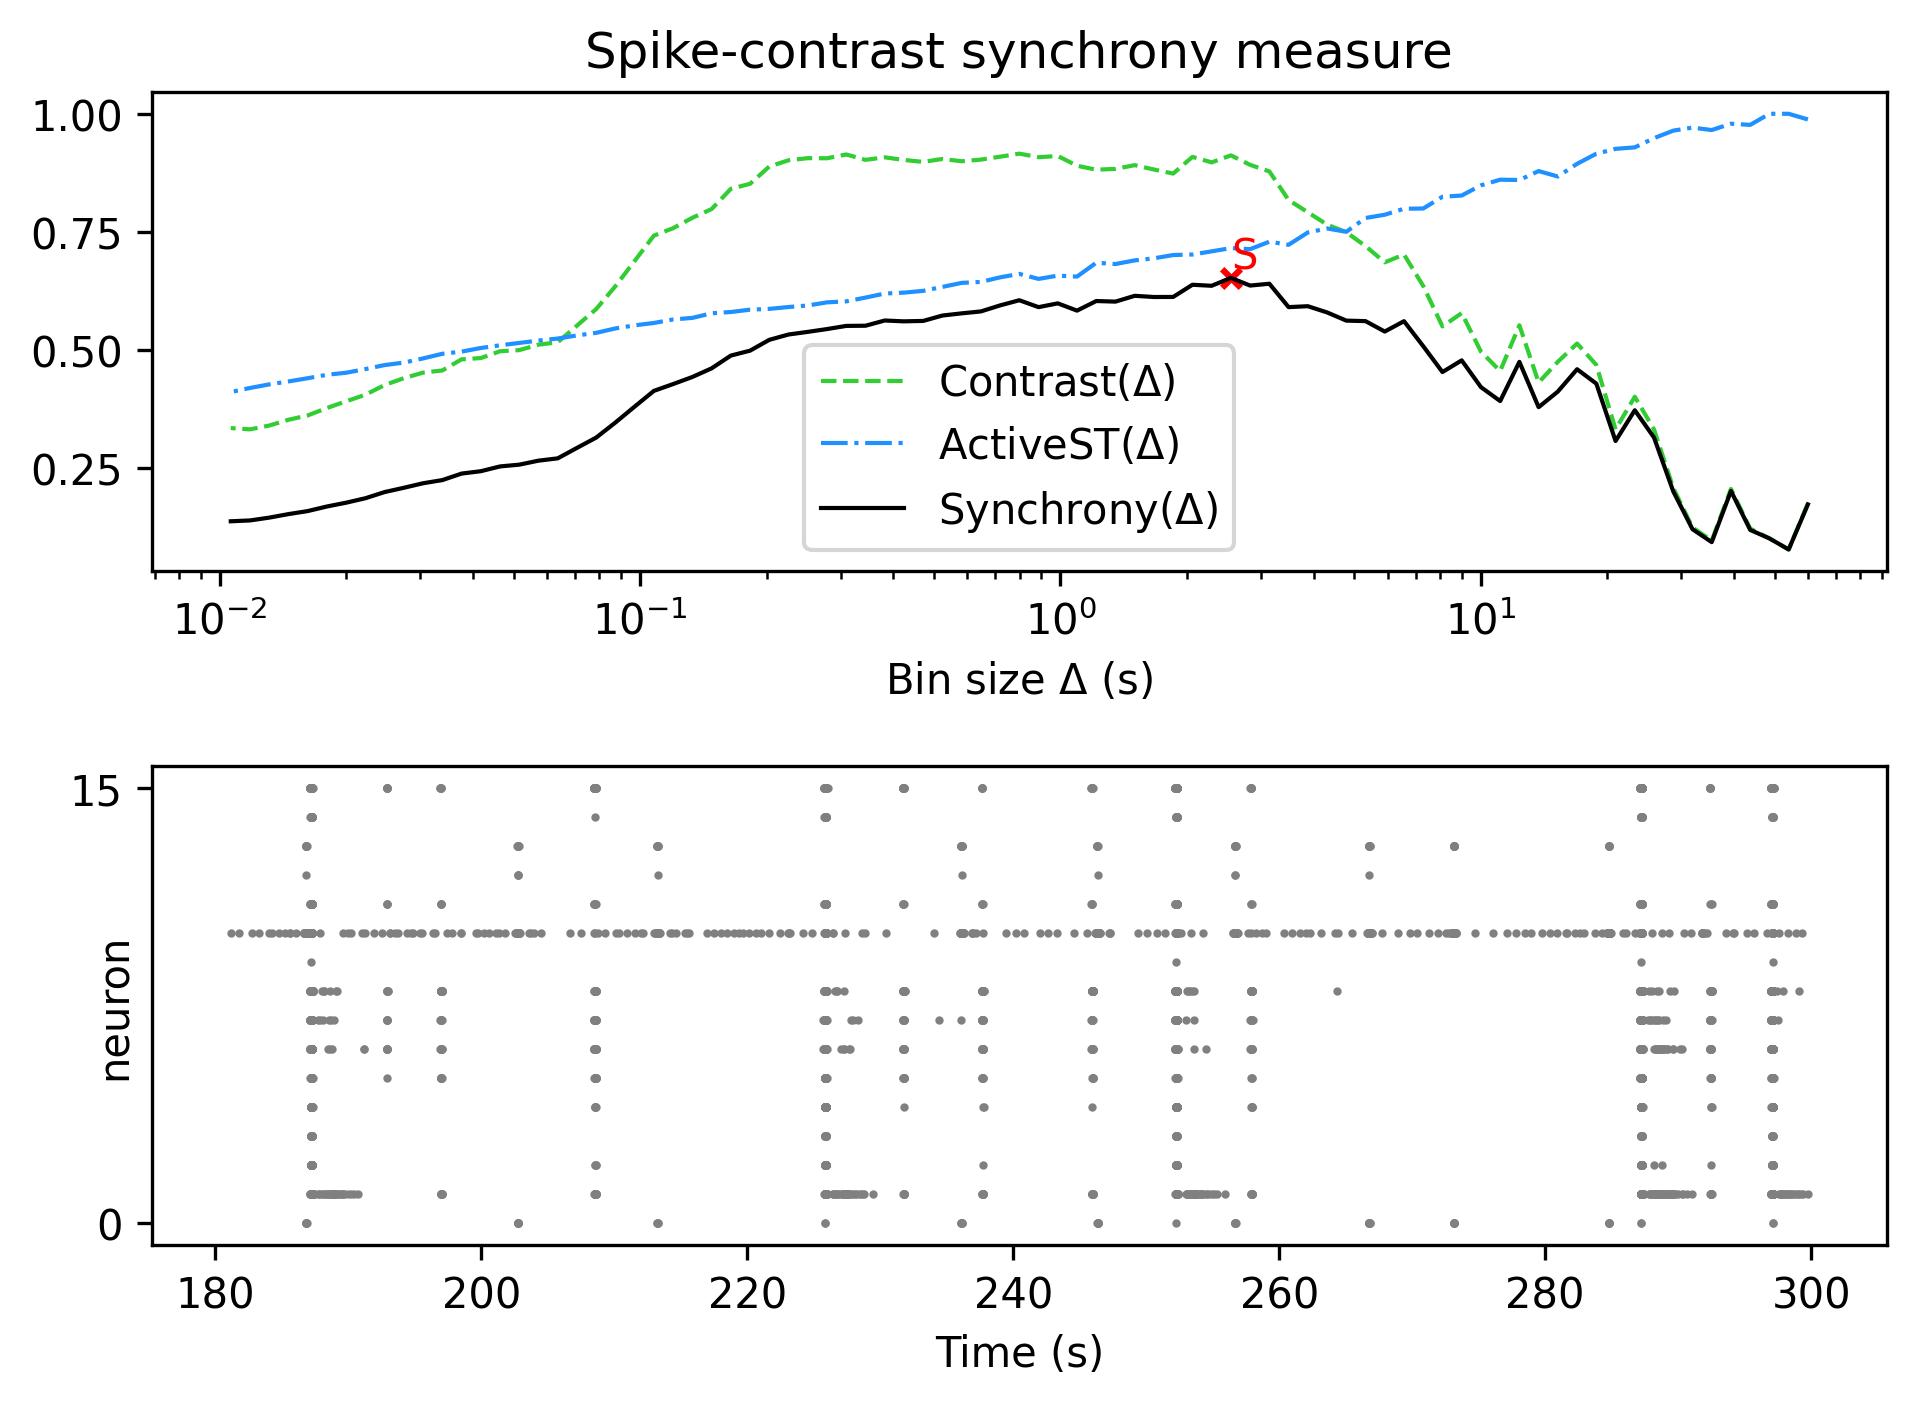 Spike-contrast synchrony measure
1.00
0.75
0.50
0.25
S
Contrast(Δ)
ActiveST(Δ)
Synchrony(Δ)
10⁻² 10⁻¹ 10⁰ 10¹
Bin size Δ (s)
15
0
neuron
180 200 220 240 260 280 300
Time (s)